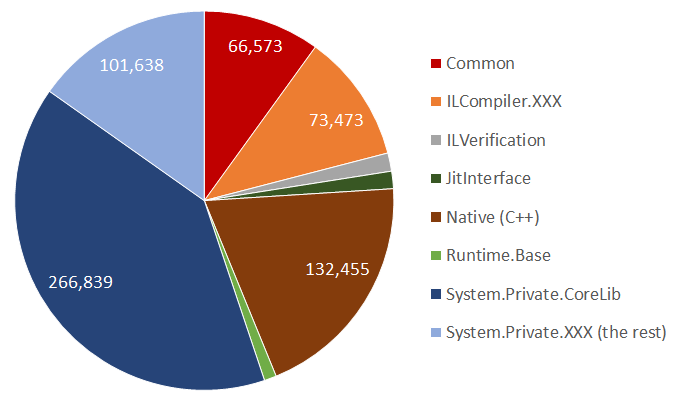 66,573
101,638
73,473
132,455
266,839
Common
ILCompiler.XXX
ILVerification
JitInterface
Native (C++)
Runtime.Base
System.Private.CoreLib
System.Private.XXX (the rest)